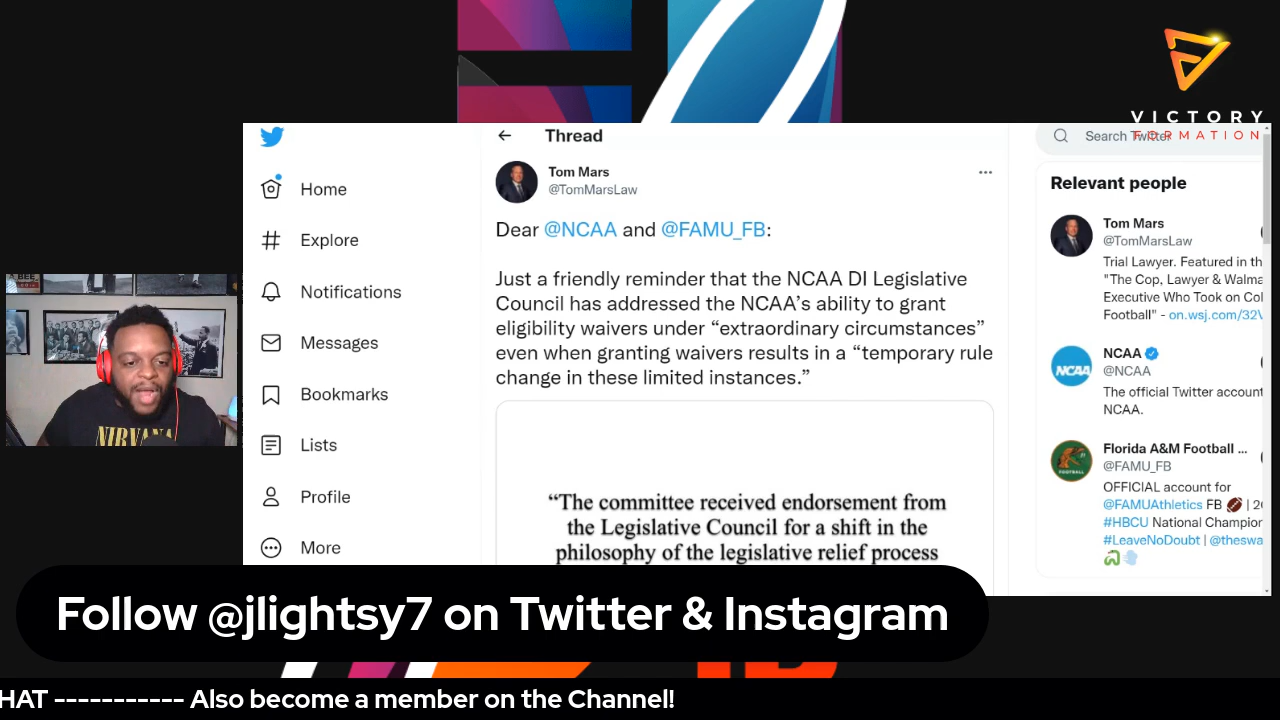 VICTORY
FORMATION
Thread
Search Twitter
Home
Explore
Notifications
Messages
Bookmarks
Lists
Profile
More
Tom Mars
@TomMarsLaw
Dear @NCAA and @FAMU_FB:
Just a friendly reminder that the NCAA DI Legislative
Council has addressed the NCAA’s ability to grant
eligibility waivers under “extraordinary circumstances”
even when granting waivers results in a “temporary rule
change in these limited instances.”
“The committee received endorsement from
the Legislative Council for a shift in the
philosophy of the legislative relief process
Relevant people
Tom Mars
@TomMarsLaw
Trial Lawyer. Featured in th
"The Cop, Lawyer & Walma
Executive Who Took on Col
Football" - on.wsj.com/32V
NCAA
@NCAA
NCAA
The official Twitter account
NCAA.
Florida A&M Football ...
@FAMU_FB
FOOTBALL
OFFICIAL account for
@FAMUAthletics FB 🏈 | 20
#HBCU National Champion
#LeaveNoDoubt | @theswa
NIRVANA
Follow @jlightsy7 on Twitter & Instagram
HAT ----------- Also become a member on the Channel!